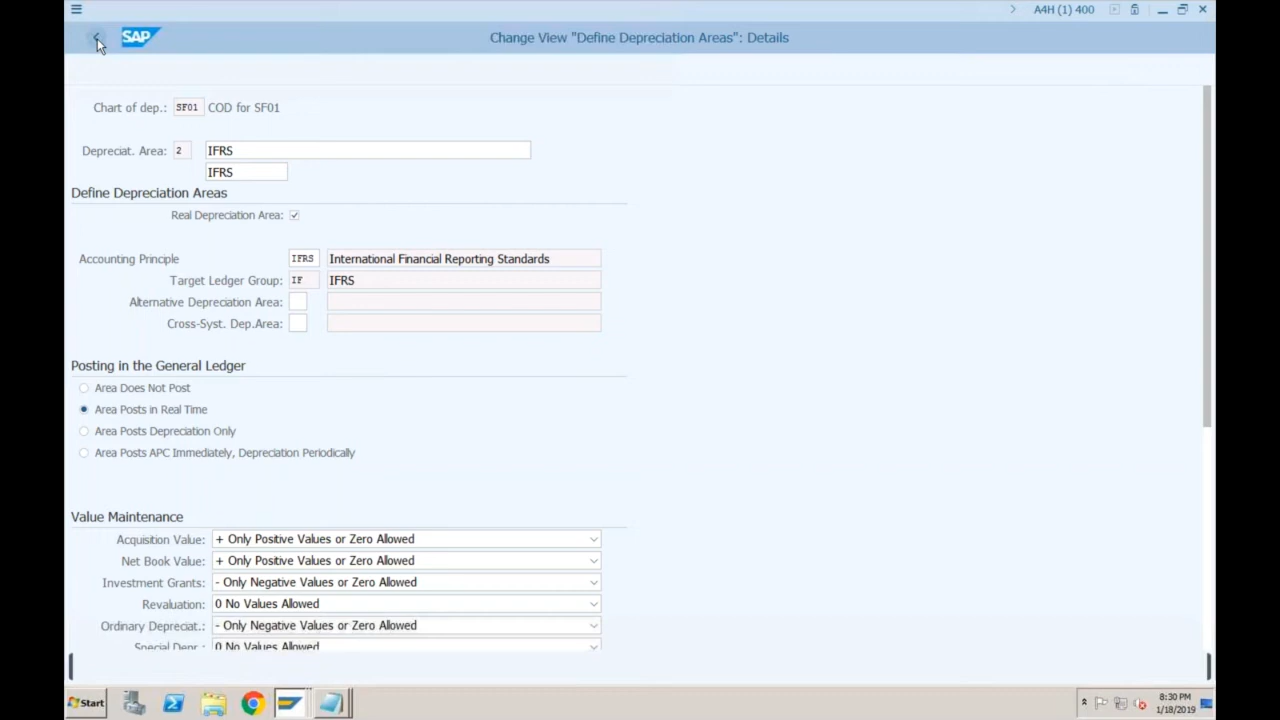 A4H (1) 400
SAP
Change View "Define Depreciation Areas": Details
Chart of dep.: SF01 COD for SF01
Depreciat. Area: 2 IFRS
IFRS
Define Depreciation Areas
Real Depreciation Area:
Accounting Principle IFRS International Financial Reporting Standards
Target Ledger Group: IF IFRS
Alternative Depreciation Area:
Cross-Syst. Dep.Area:
Posting in the General Ledger
Area Does Not Post
Area Posts in Real Time
Area Posts Depreciation Only
Area Posts APC Immediately, Depreciation Periodically
Value Maintenance
Acquisition Value: + Only Positive Values or Zero Allowed
Net Book Value: + Only Positive Values or Zero Allowed
Investment Grants: - Only Negative Values or Zero Allowed
Revaluation: 0 No Values Allowed
Ordinary Depreciat.: - Only Negative Values or Zero Allowed
Special Depr.: 0 No Values Allowed
Start
8:30 PM
1/18/2019